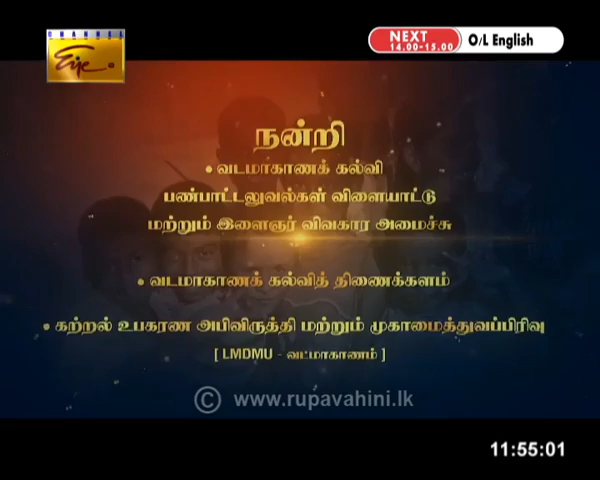 CHANNEL
Eye
NEXT
14.00-15.00
O/L English
நன்றி
• வடமாகாணக் கல்வி
பண்பாட்டலுவல்கள் விளையாட்டு
மற்றும் இளைஞர் விவகார அமைச்சு
• வடமாகாணக் கல்வித் திணைக்களம்
• கற்றல் உபகரண அபிவிருத்தி மற்றும் முகாமைத்துவப்பிரிவு
[ LMDMU - வடமாகாணம் ]
© www.rupavahini.lk
11:55:01